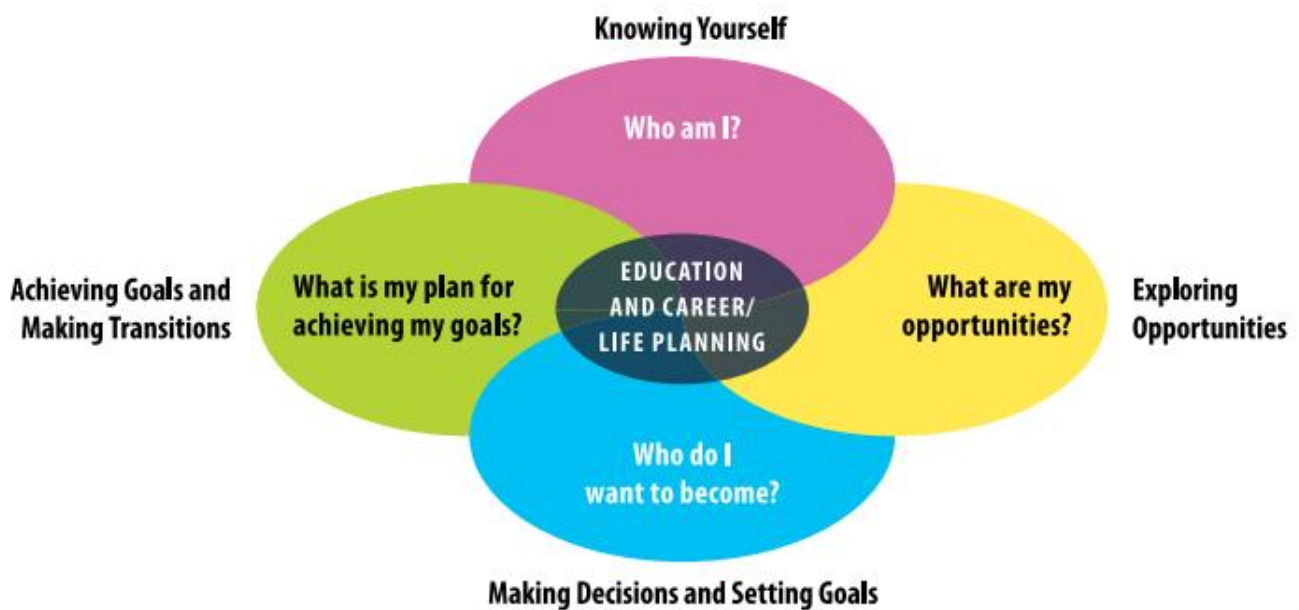 Knowing Yourself
Who am I?
Achieving Goals and
Making Transitions
What is my plan for
achieving my goals?
EDUCATION
AND CAREER/
LIFE PLANNING
What are my
opportunities?
Exploring
Opportunities
Who do I
want to become?
Making Decisions and Setting Goals